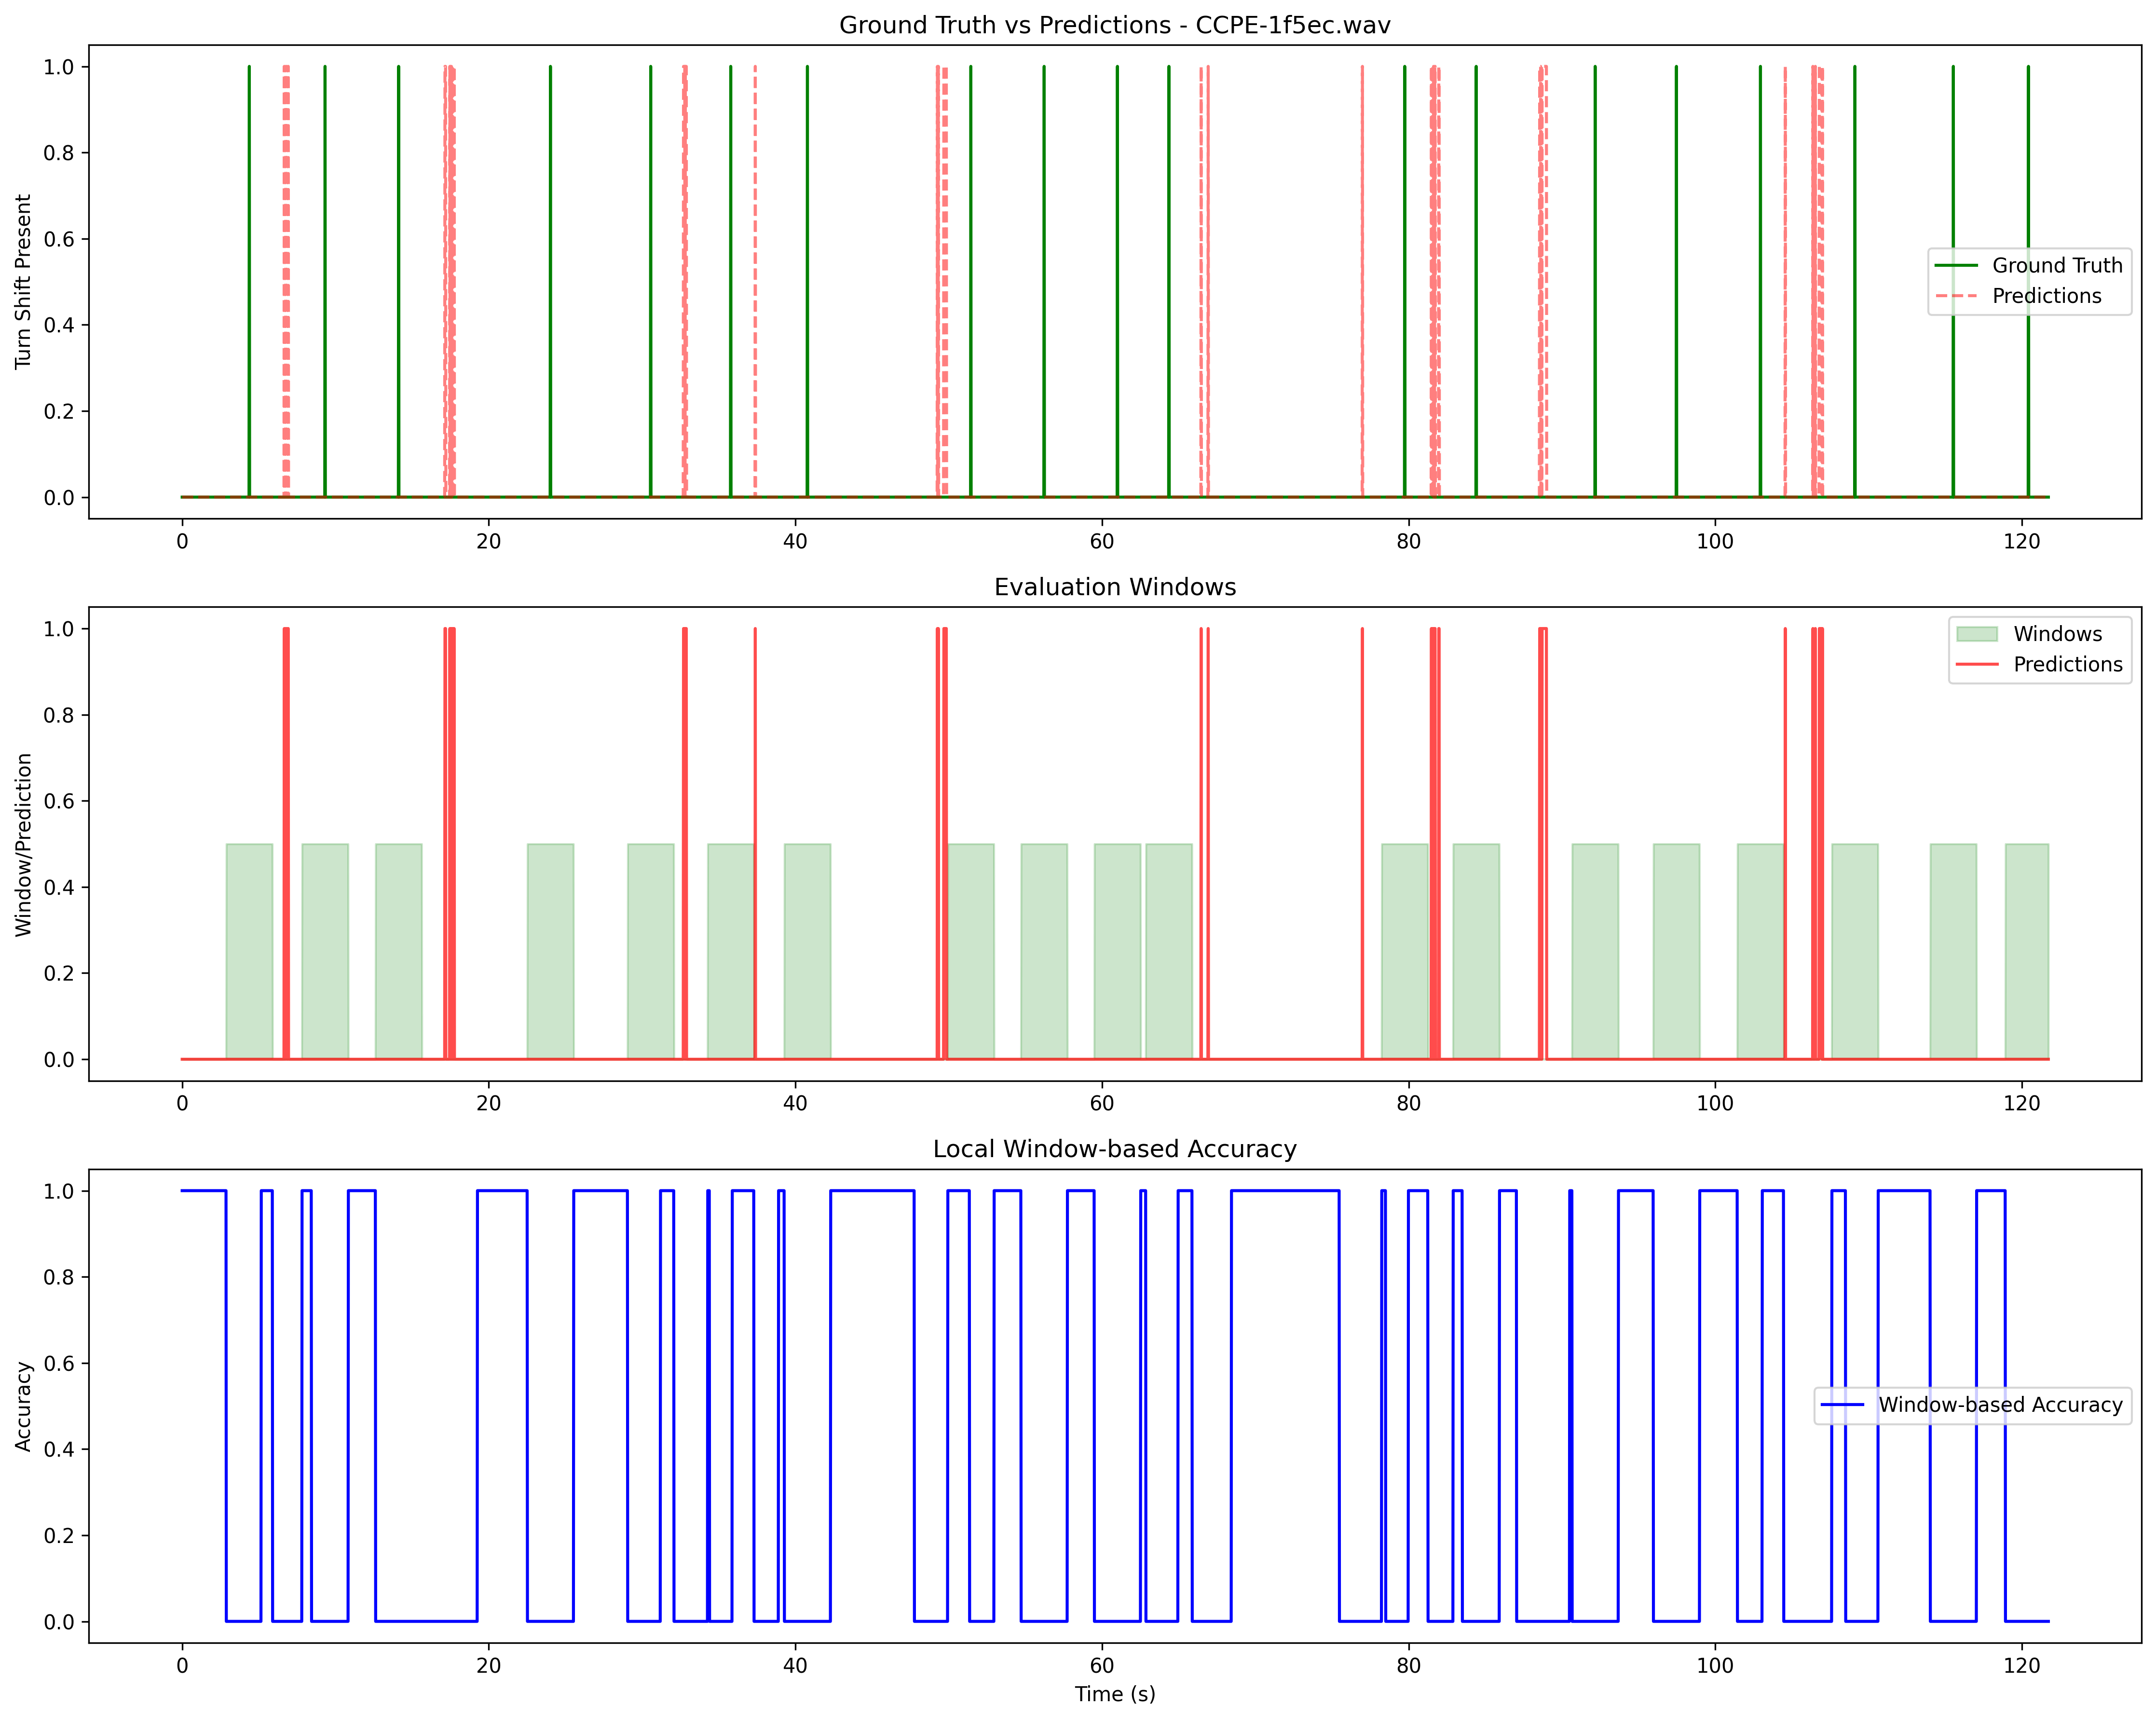 Ground Truth vs Predictions - CCPE-1f5ec.wav
1.0
0.8
0.6
0.4
0.2
0.0
Turn Shift Present
Ground Truth
Predictions
0 20 40 60 80 100 120
Evaluation Windows
1.0
0.8
0.6
0.4
0.2
0.0
Window/Prediction
Windows
Predictions
0 20 40 60 80 100 120
Local Window-based Accuracy
1.0
0.8
0.6
0.4
0.2
0.0
Accuracy
Window-based Accuracy
0 20 40 60 80 100 120
Time (s)